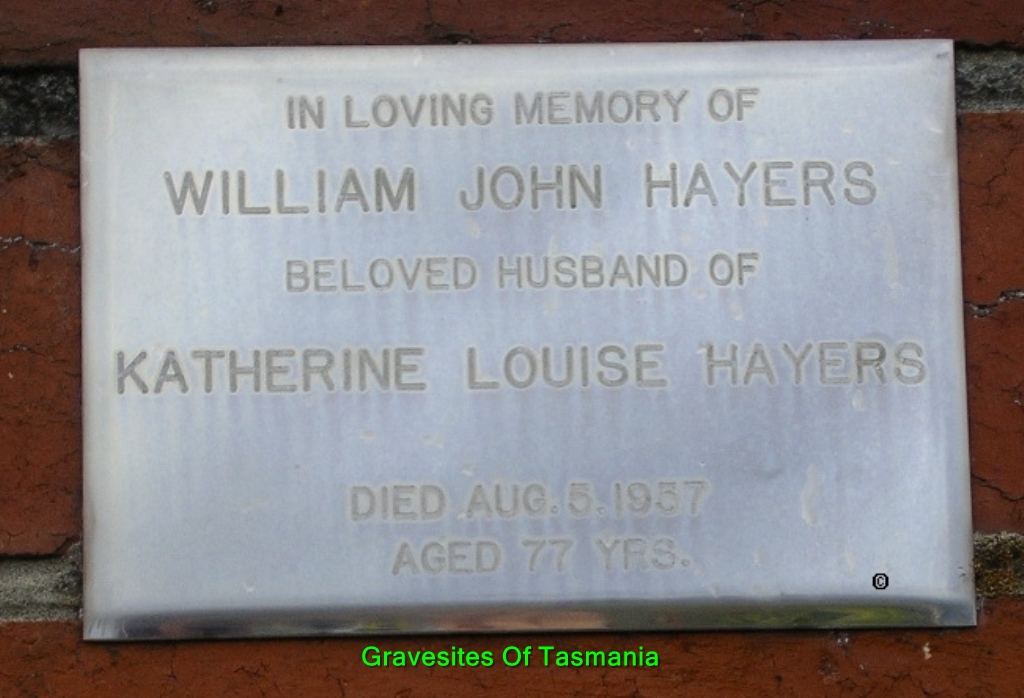 IN LOVING MEMORY OF
WILLIAM JOHN HAYERS
BELOVED HUSBAND OF
KATHERINE LOUISE HAYERS
DIED AUG. 5. 1957
AGED 77 YRS.
©
Gravesites Of Tasmania